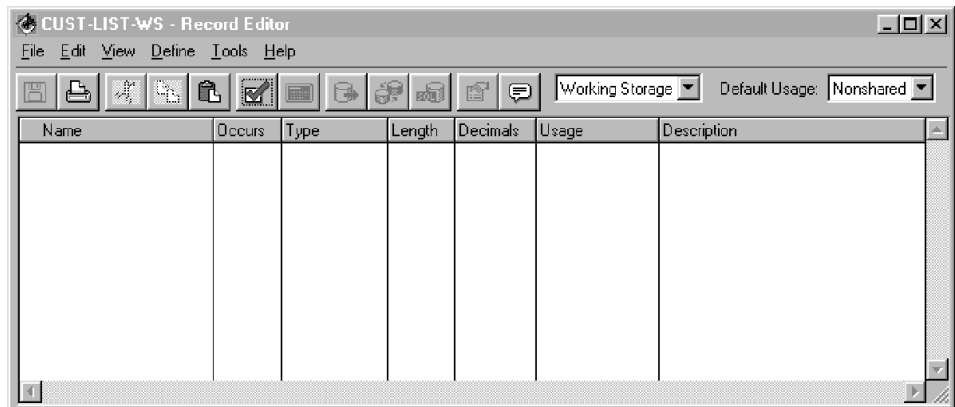 CUST-LIST-WS - Record Editor
File Edit View Define Tools Help
Working Storage Default Usage: Nonshared
Name Occurs Type Length Decimals Usage Description